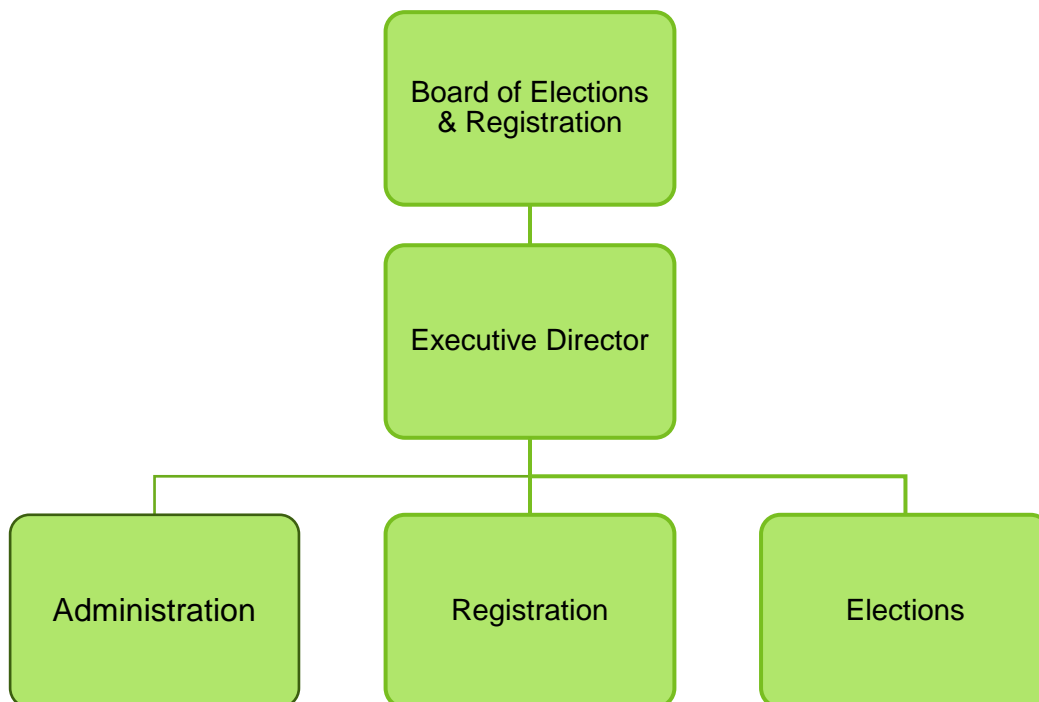 Board of Elections
& Registration
Executive Director
Administration
Registration
Elections